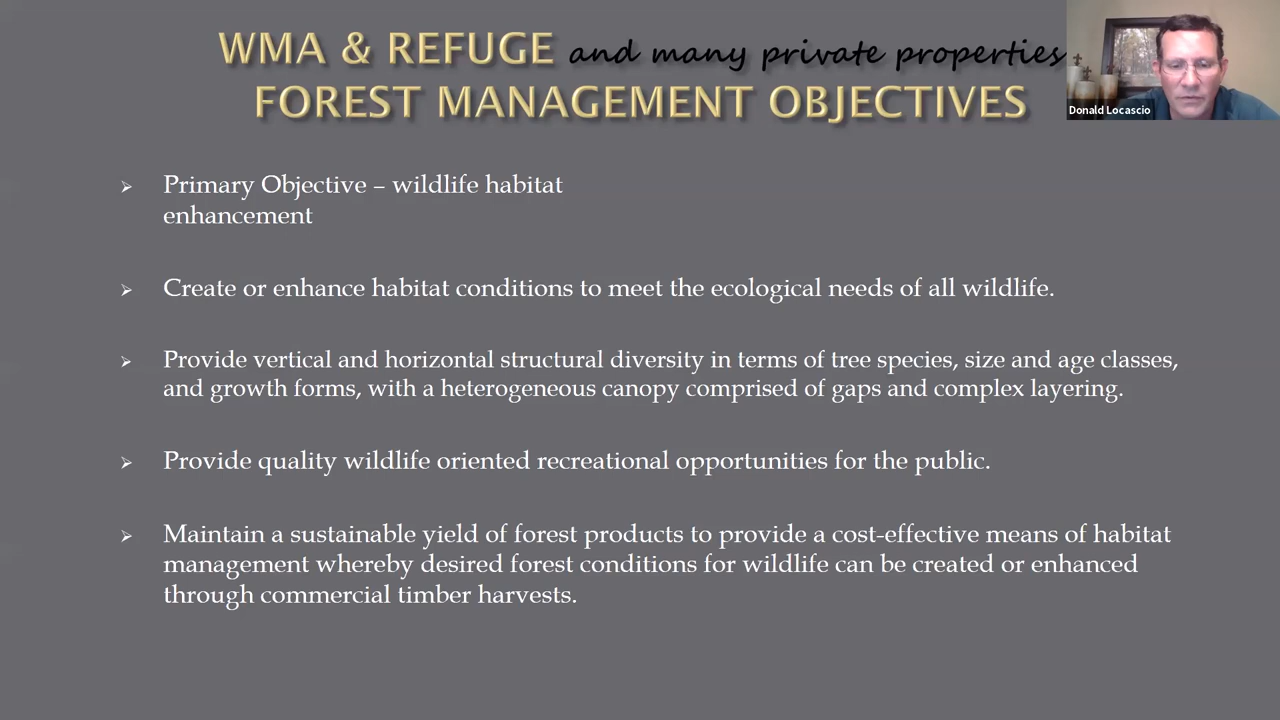 WMA & REFUGE and many private properties
FOREST MANAGEMENT OBJECTIVES
Donald Locascio
Primary Objective – wildlife habitat
enhancement
Create or enhance habitat conditions to meet the ecological needs of all wildlife.
Provide vertical and horizontal structural diversity in terms of tree species, size and age classes,
and growth forms, with a heterogeneous canopy comprised of gaps and complex layering.
Provide quality wildlife oriented recreational opportunities for the public.
Maintain a sustainable yield of forest products to provide a cost-effective means of habitat
management whereby desired forest conditions for wildlife can be created or enhanced
through commercial timber harvests.